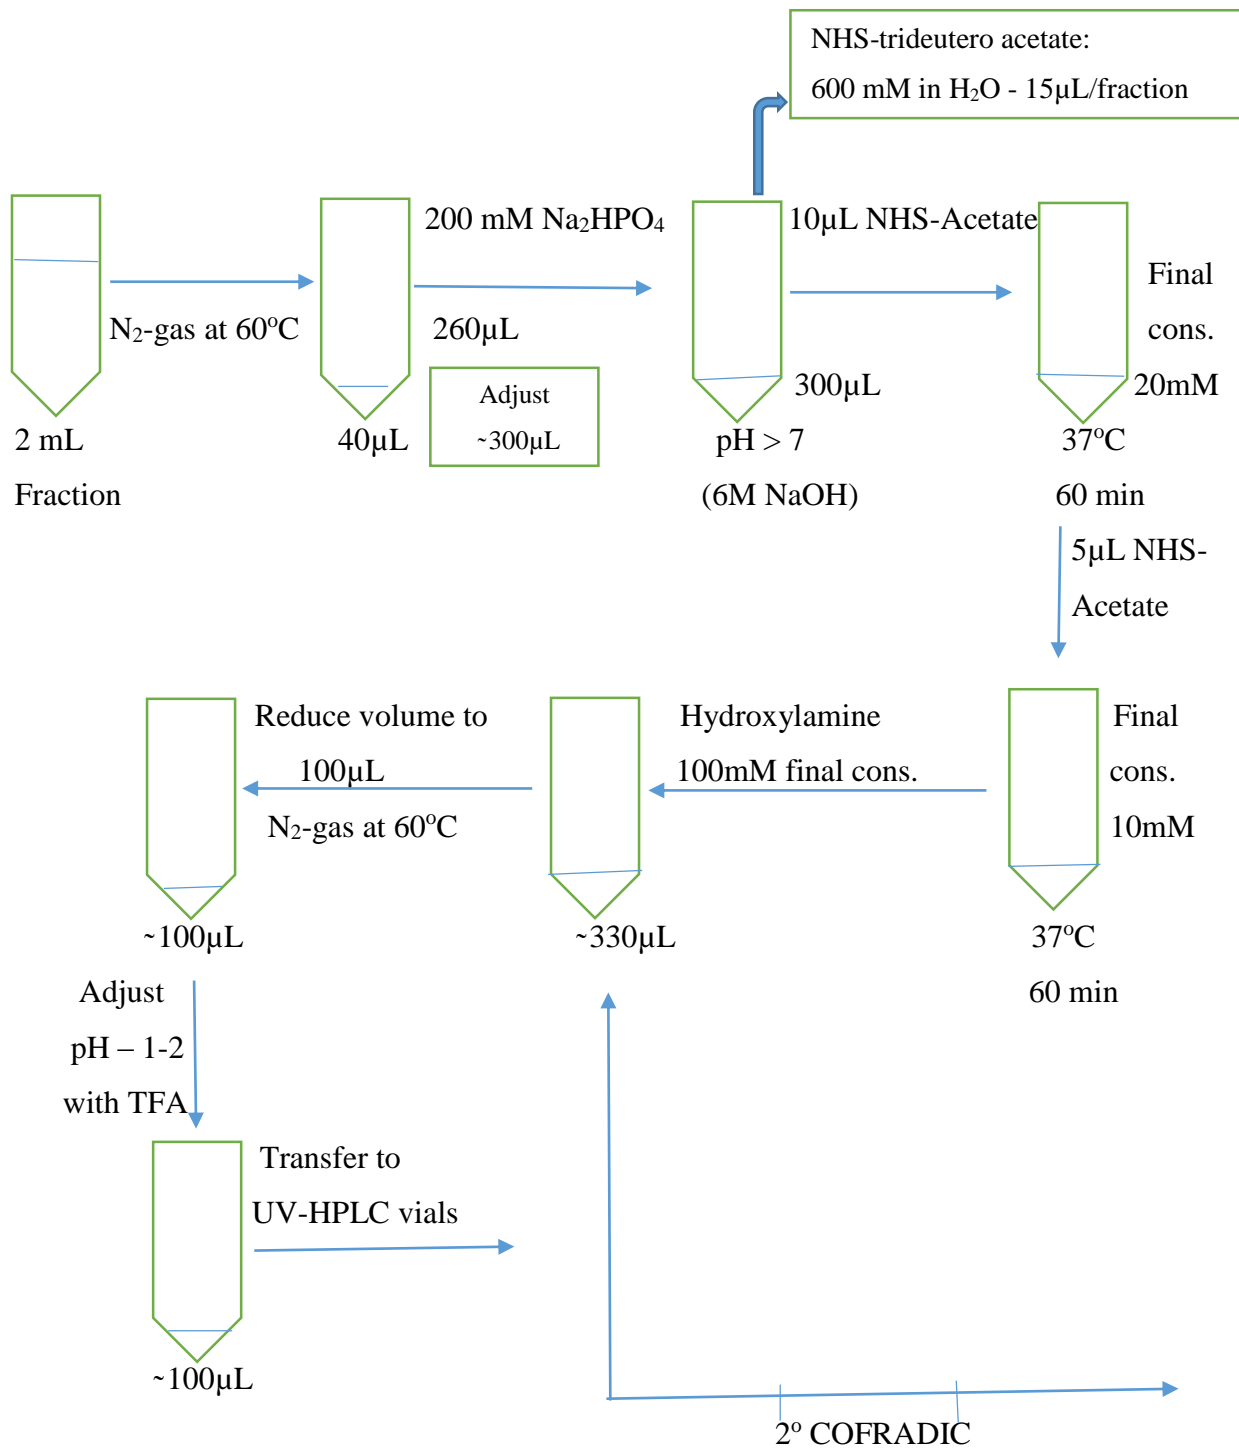 NHS-trideutero acetate:
600 mM in H₂O - 15µL/fraction
200 mM Na₂HPO₄
10µL NHS-Acetate
N₂-gas at 60°C
260µL
Adjust
~300µL
300µL
Final
cons.
20mM
2 mL
Fraction
40µL
pH > 7
(6M NaOH)
37°C
60 min
5µL NHS-
Acetate
Reduce volume to
100µL
N₂-gas at 60°C
Hydroxylamine
100mM final cons.
Final
cons.
10mM
~100µL
~330µL
37°C
60 min
Adjust
pH – 1-2
with TFA
Transfer to
UV-HPLC vials
~100µL
2° COFRADIC